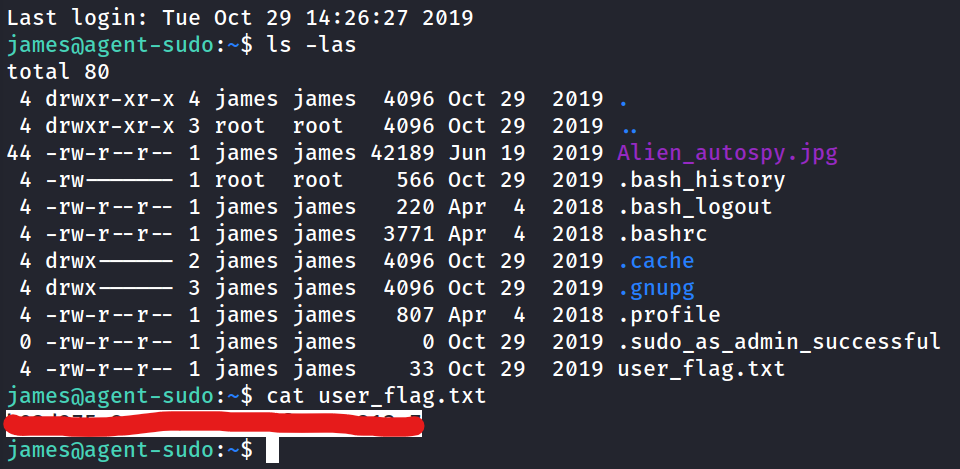 Last login: Tue Oct 29 14:26:27 2019
james@agent-sudo:~$ ls -las
total 80
4 drwxr-xr-x 4 james james 4096 Oct 29 2019 .
4 drwxr-xr-x 3 root root 4096 Oct 29 2019 ..
44 -rw-r--r-- 1 james james 42189 Jun 19 2019 Alien_autospy.jpg
4 -rw------- 1 root root 566 Oct 29 2019 .bash_history
4 -rw-r--r-- 1 james james 220 Apr 4 2018 .bash_logout
4 -rw-r--r-- 1 james james 3771 Apr 4 2018 .bashrc
4 drwx------ 2 james james 4096 Oct 29 2019 .cache
4 drwx------ 3 james james 4096 Oct 29 2019 .gnupg
4 -rw-r--r-- 1 james james 807 Apr 4 2018 .profile
0 -rw-r--r-- 1 james james 0 Oct 29 2019 .sudo_as_admin_successful
4 -rw-r--r-- 1 james james 33 Oct 29 2019 user_flag.txt
james@agent-sudo:~$ cat user_flag.txt
james@agent-sudo:~$